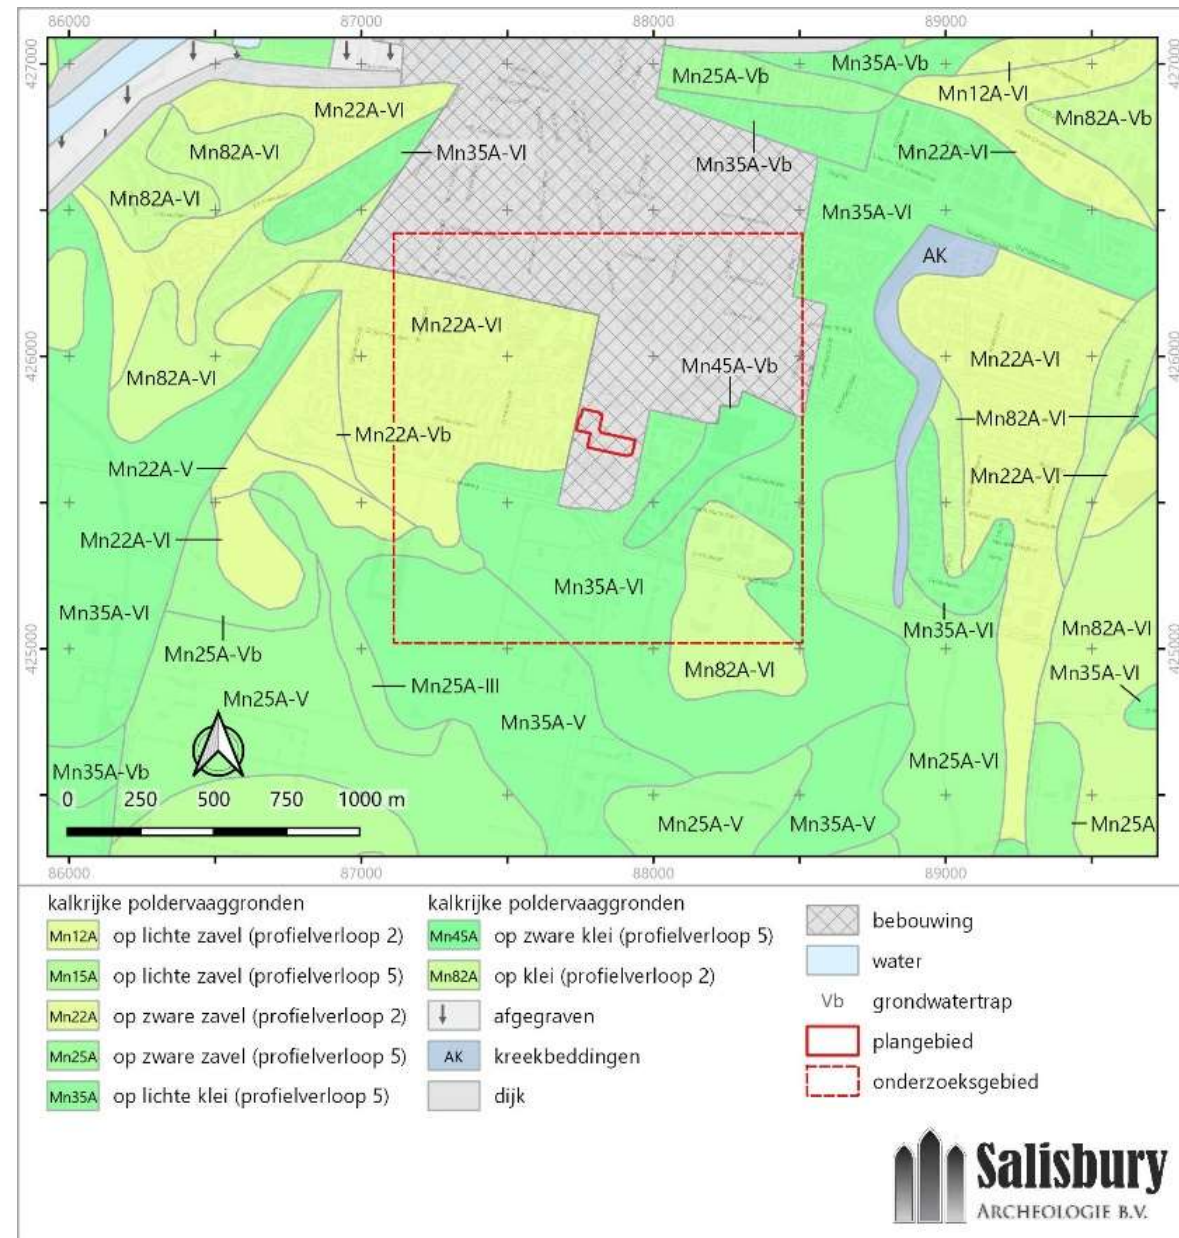 86000 87000 88000 89000
427000 427000
Mn35A-Vb
Mn25A-Vb
Mn12A-VI
Mn22A-VI
Mn82A-Vb
Mn82A-VI
Mn35A-VI
Mn35A-Vb
Mn22A-VI
Mn82A-VI
Mn35A-VI
AK
Mn22A-VI
426000 426000
Mn45A-Vb
Mn22A-VI
Mn82A-VI
Mn82A-VI
Mn22A-Vb
Mn22A-V
Mn22A-VI
Mn22A-VI
Mn35A-VI
Mn35A-VI
Mn35A-VI
Mn82A-VI
425000 425000
Mn25A-Vb
Mn82A-VI
Mn35A-VI
Mn25A-III
Mn25A-V
Mn35A-V
Mn25A-VI
Mn35A-Vb
0 250 500 750 1000 m
Mn25A-V
Mn35A-V
Mn25A
86000 87000 88000 89000
kalkrijke poldervaaggronden
Mn12A op lichte zavel (profielverloop 2)
Mn15A op lichte zavel (profielverloop 5)
Mn22A op zware zavel (profielverloop 2)
Mn25A op zware zavel (profielverloop 5)
Mn35A op lichte klei (profielverloop 5)
kalkrijke poldervaaggronden
Mn45A op zware klei (profielverloop 5)
Mn82A op klei (profielverloop 2)
afgegraven
AK kreekbeddingen
dijk
bebouwing
water
Vb grondwatertrap
plangebied
onderzoeksgebied
Salisbury
ARCHEOLOGIE B.V.